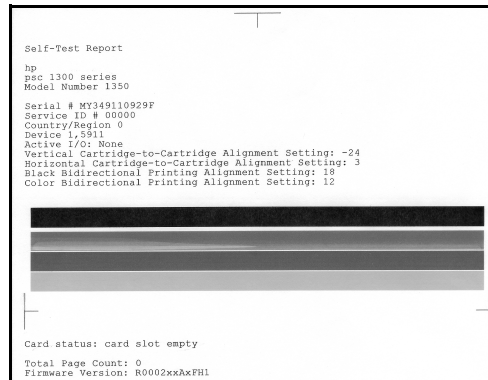 Self-Test Report
hp
psc 1300 series
Model Number 1350
Serial # MY349110929F
Service ID # 00000
Country/Region 0
Device 1,5911
Active I/O: None
Vertical Cartridge-to-Cartridge Alignment Setting: -24
Horizontal Cartridge-to-Cartridge Alignment Setting: 3
Black Bidirectional Printing Alignment Setting: 18
Color Bidirectional Printing Alignment Setting: 12
Card status: card slot empty
Total Page Count: 0
Firmware Version: R0002xxAxFH1